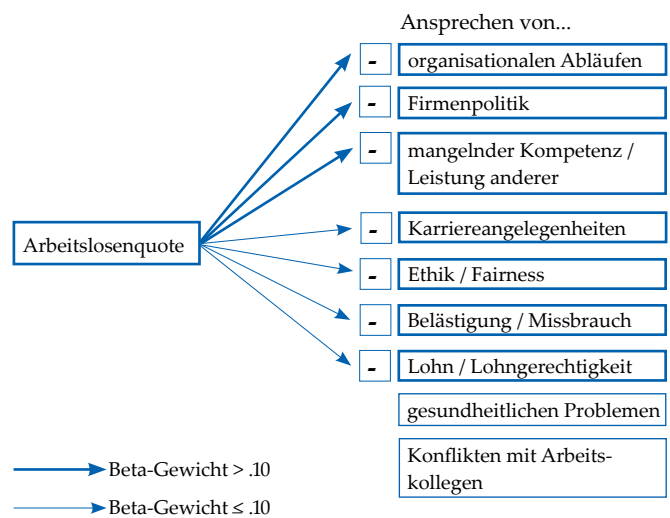 Ansprechen von...
- organisationalen Abläufen
- Firmenpolitik
- mangelnder Kompetenz /
Leistung anderer
Arbeitslosenquote
- Karriereangelegenheiten
- Ethik / Fairness
- Belästigung / Missbrauch
- Lohn / Lohngerechtigkeit
gesundheitlichen Problemen
Konflikten mit Arbeits-
kollegen
Beta-Gewicht > .10
Beta-Gewicht ≤ .10